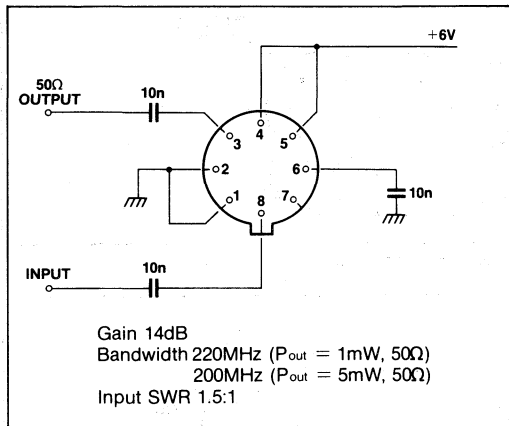 +6V
50Ω
OUTPUT
10n
4
3
5
2
6
1
7
8
10n
INPUT
10n
Gain 14dB
Bandwidth 220MHz (Pout = 1mW, 50Ω)
200MHz (Pout = 5mW, 50Ω)
Input SWR 1.5:1